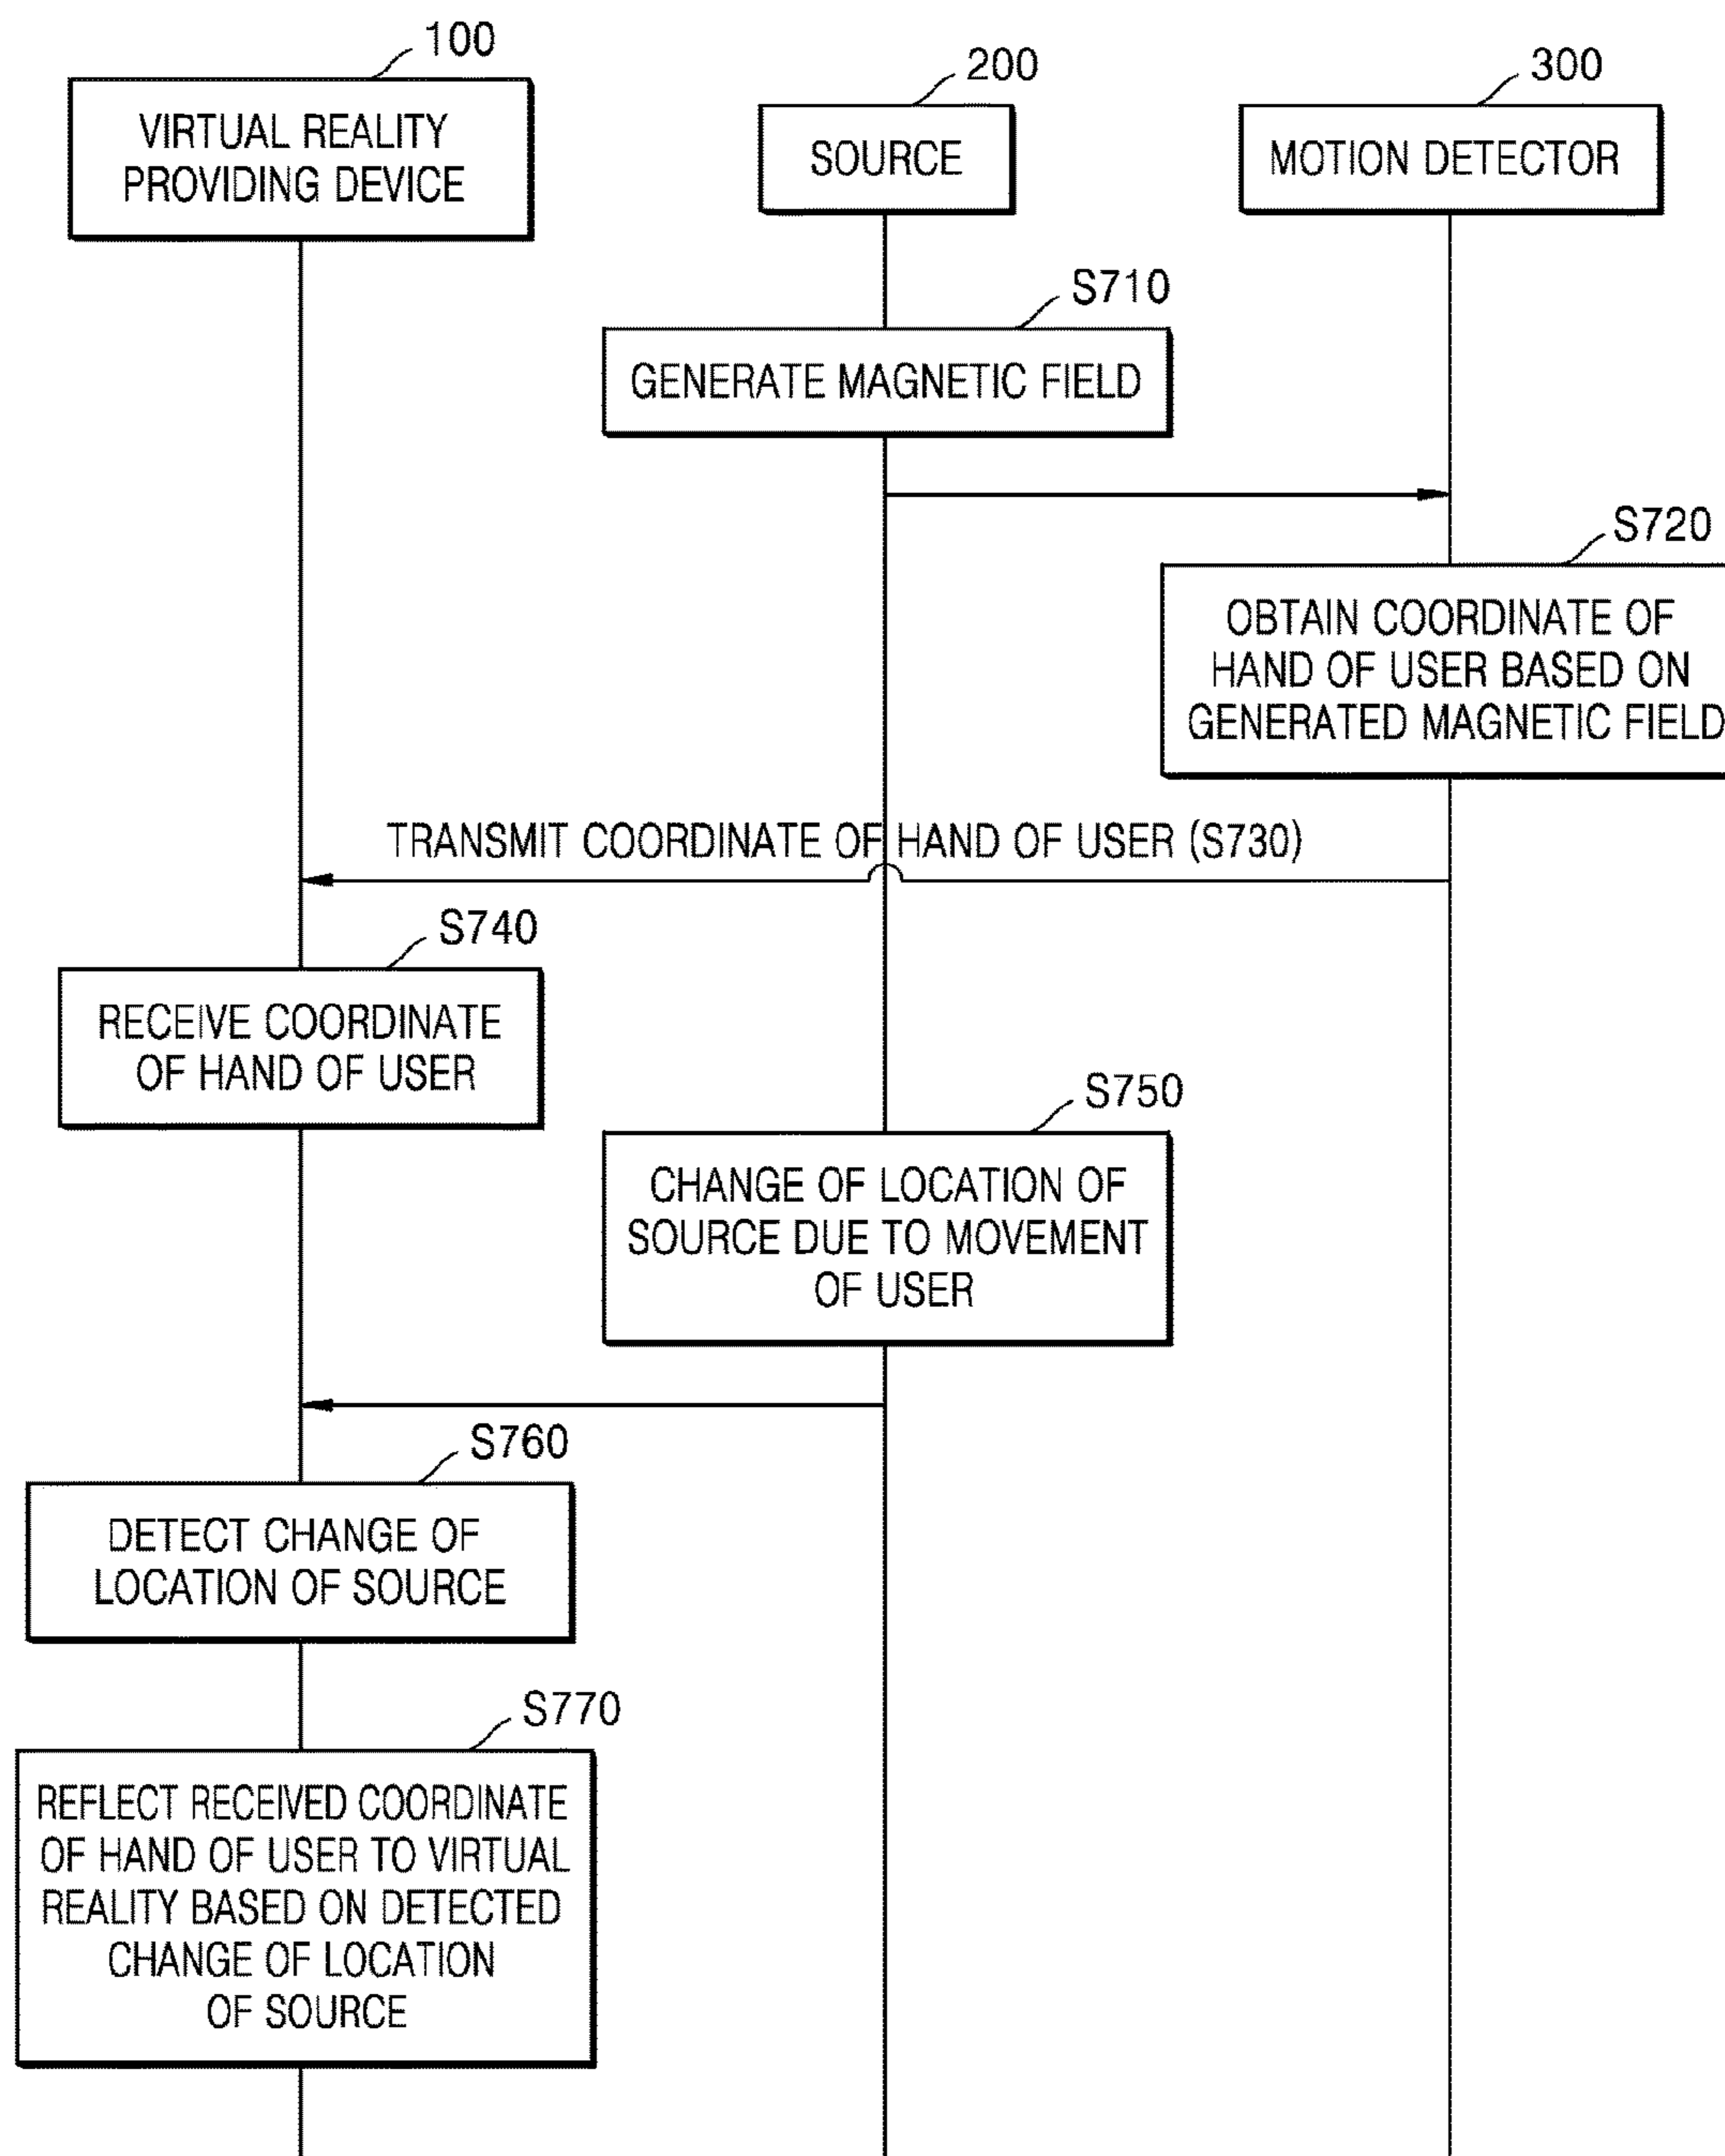 100
VIRTUAL REALITY
PROVIDING DEVICE
200
SOURCE
300
MOTION DETECTOR
S710
GENERATE MAGNETIC FIELD
S720
OBTAIN COORDINATE OF
HAND OF USER BASED ON
GENERATED MAGNETIC FIELD
TRANSMIT COORDINATE OF HAND OF USER (S730)
S740
RECEIVE COORDINATE
OF HAND OF USER
S750
CHANGE OF LOCATION OF
SOURCE DUE TO MOVEMENT
OF USER
S760
DETECT CHANGE OF
LOCATION OF SOURCE
S770
REFLECT RECEIVED COORDINATE
OF HAND OF USER TO VIRTUAL
REALITY BASED ON DETECTED
CHANGE OF LOCATION
OF SOURCE